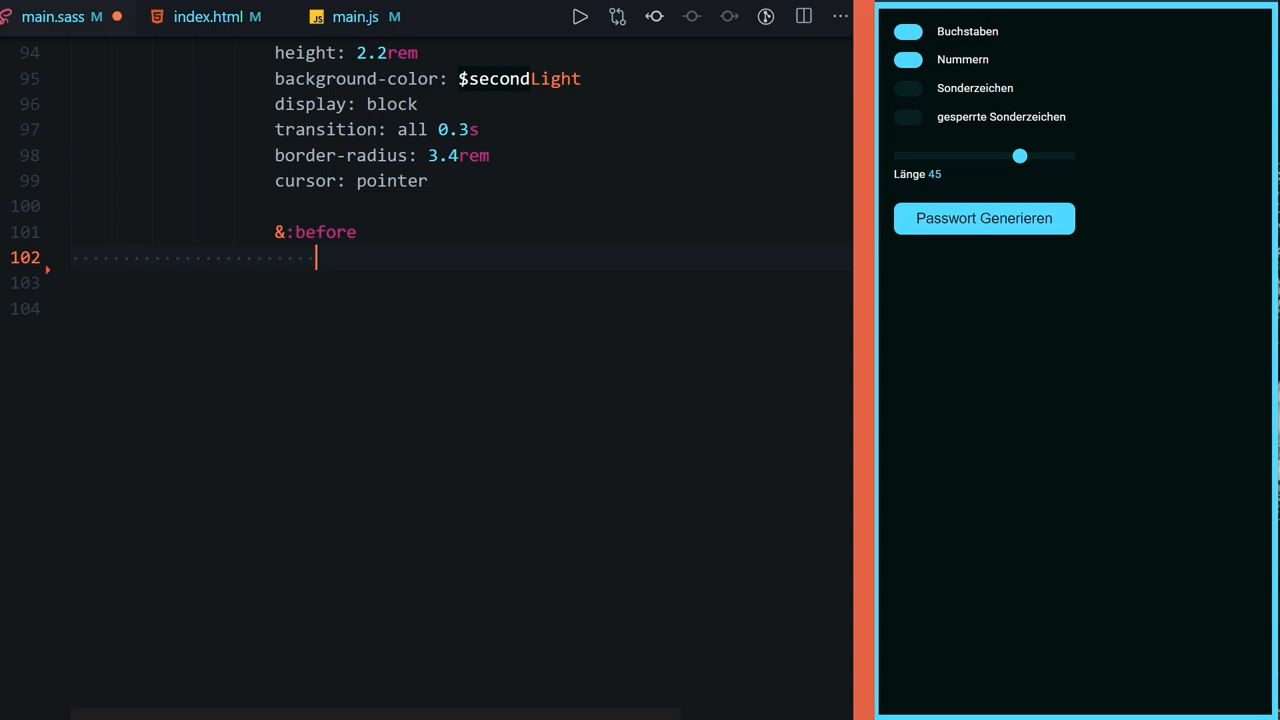 main.sass M
index.html M
JS main.js M
94 height: 2.2rem
95 background-color: $secondLight
96 display: block
97 transition: all 0.3s
98 border-radius: 3.4rem
99 cursor: pointer
100
101 &:before
102
103
104
Buchstaben
Nummern
Sonderzeichen
gesperrte Sonderzeichen
Länge 45
Passwort Generieren